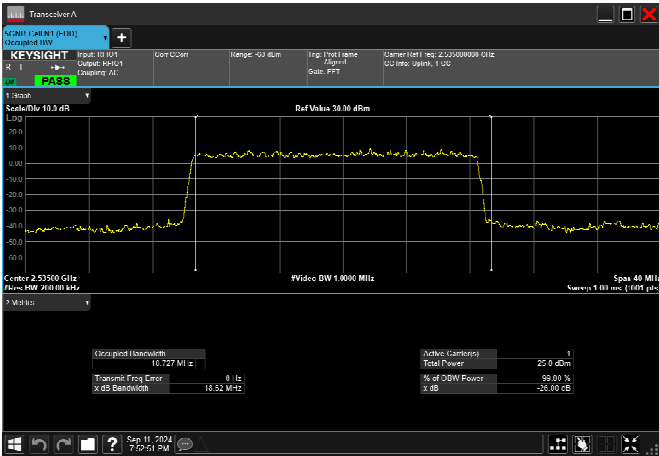 Transceiver A
5GNR Cell N1 (FDD)
Occupied BW
KEYSIGHT
Input: RFIO1
Output: RFIO1
Coupling: AC
Corr CCorr
Range: -60 dBm
Trig: Prot Frame
Aligned
Gate: FFT
Carrier Ref Freq: 2.535000000 GHz
CC Info: Uplink, 1 CC
R L
PASS
1 Graph
Scale/Div 10.0 dB
Ref Value 30.00 dBm
Log
20.0
10.0
0.00
-10.0
-20.0
-30.0
-40.0
-50.0
-60.0
Center 2.53500 GHz
#Video BW 1.0000 MHz
Span 40 MHz
#Res BW 200.00 kHz
Sweep 1.00 ms (1001 pts)
2 Metrics
Occupied Bandwidth
18.727 MHz
Transmit Freq Error 0 Hz
x dB Bandwidth 18.62 MHz
Active Carrier(s) 1
Total Power 25.0 dBm
% of OBW Power 99.00 %
x dB -26.00 dB
Sep 11, 2024
7:52:51 PM